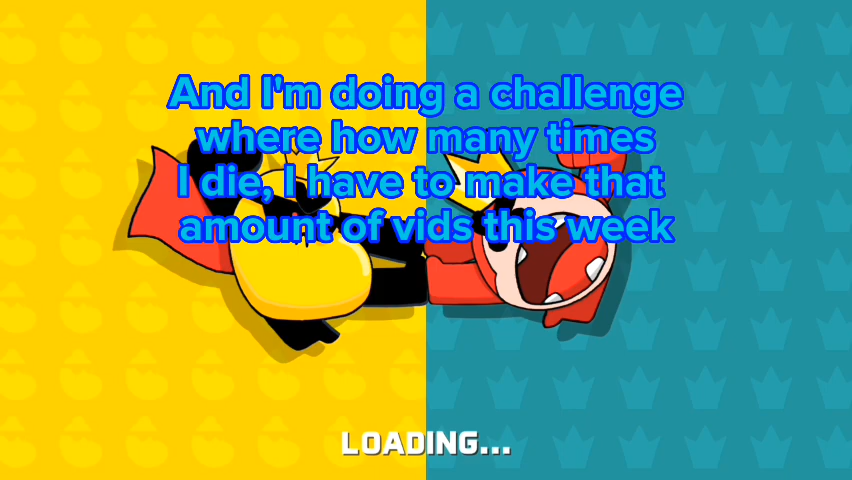 And I'm doing a challenge
where how many times
I die, I have to make that
amount of vids this week
LOADING...